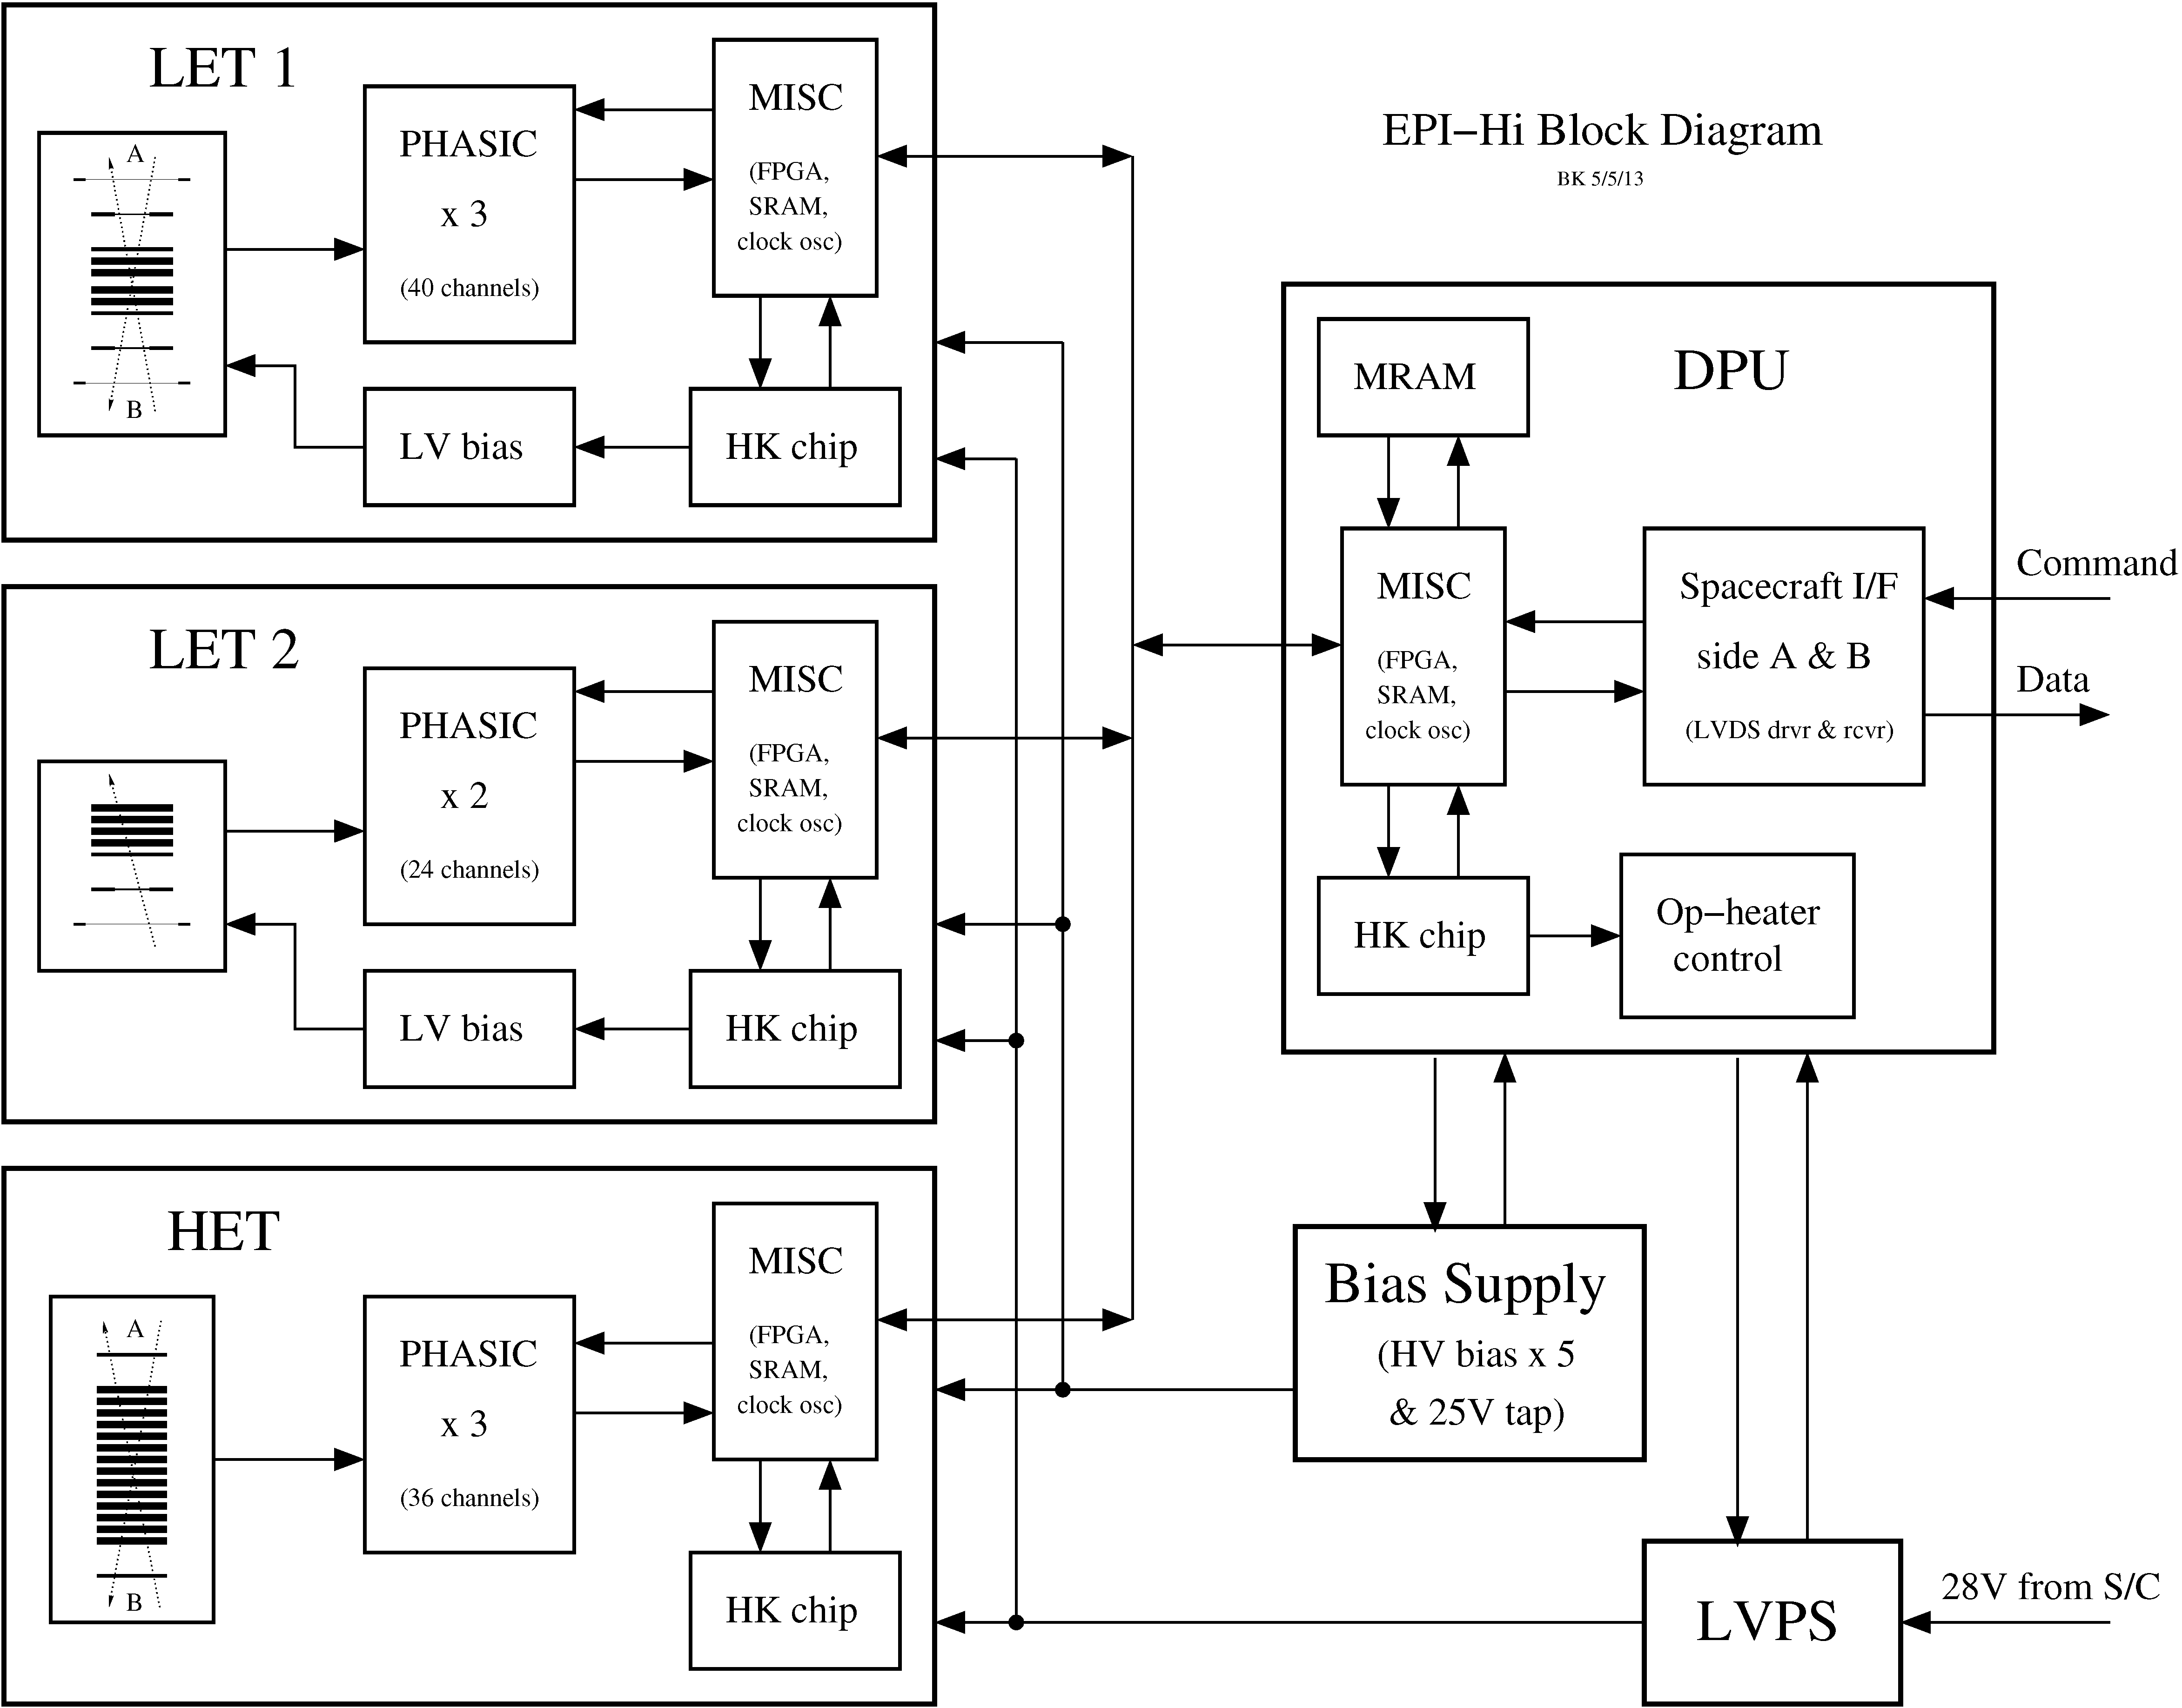 LET 1
A
B
PHASIC
x 3
(40 channels)
MISC
(FPGA,
SRAM,
clock osc)
LV bias
HK chip
LET 2
PHASIC
x 2
(24 channels)
MISC
(FPGA,
SRAM,
clock osc)
LV bias
HK chip
HET
A
B
PHASIC
x 3
(36 channels)
MISC
(FPGA,
SRAM,
clock osc)
HK chip
EPI–Hi Block Diagram
BK 5/5/13
DPU
MRAM
MISC
(FPGA,
SRAM,
clock osc)
Spacecraft I/F
side A & B
(LVDS drvr & rcvr)
Command
Data
HK chip
Op–heater
control
Bias Supply
(HV bias x 5
& 25V tap)
LVPS
28V from S/C